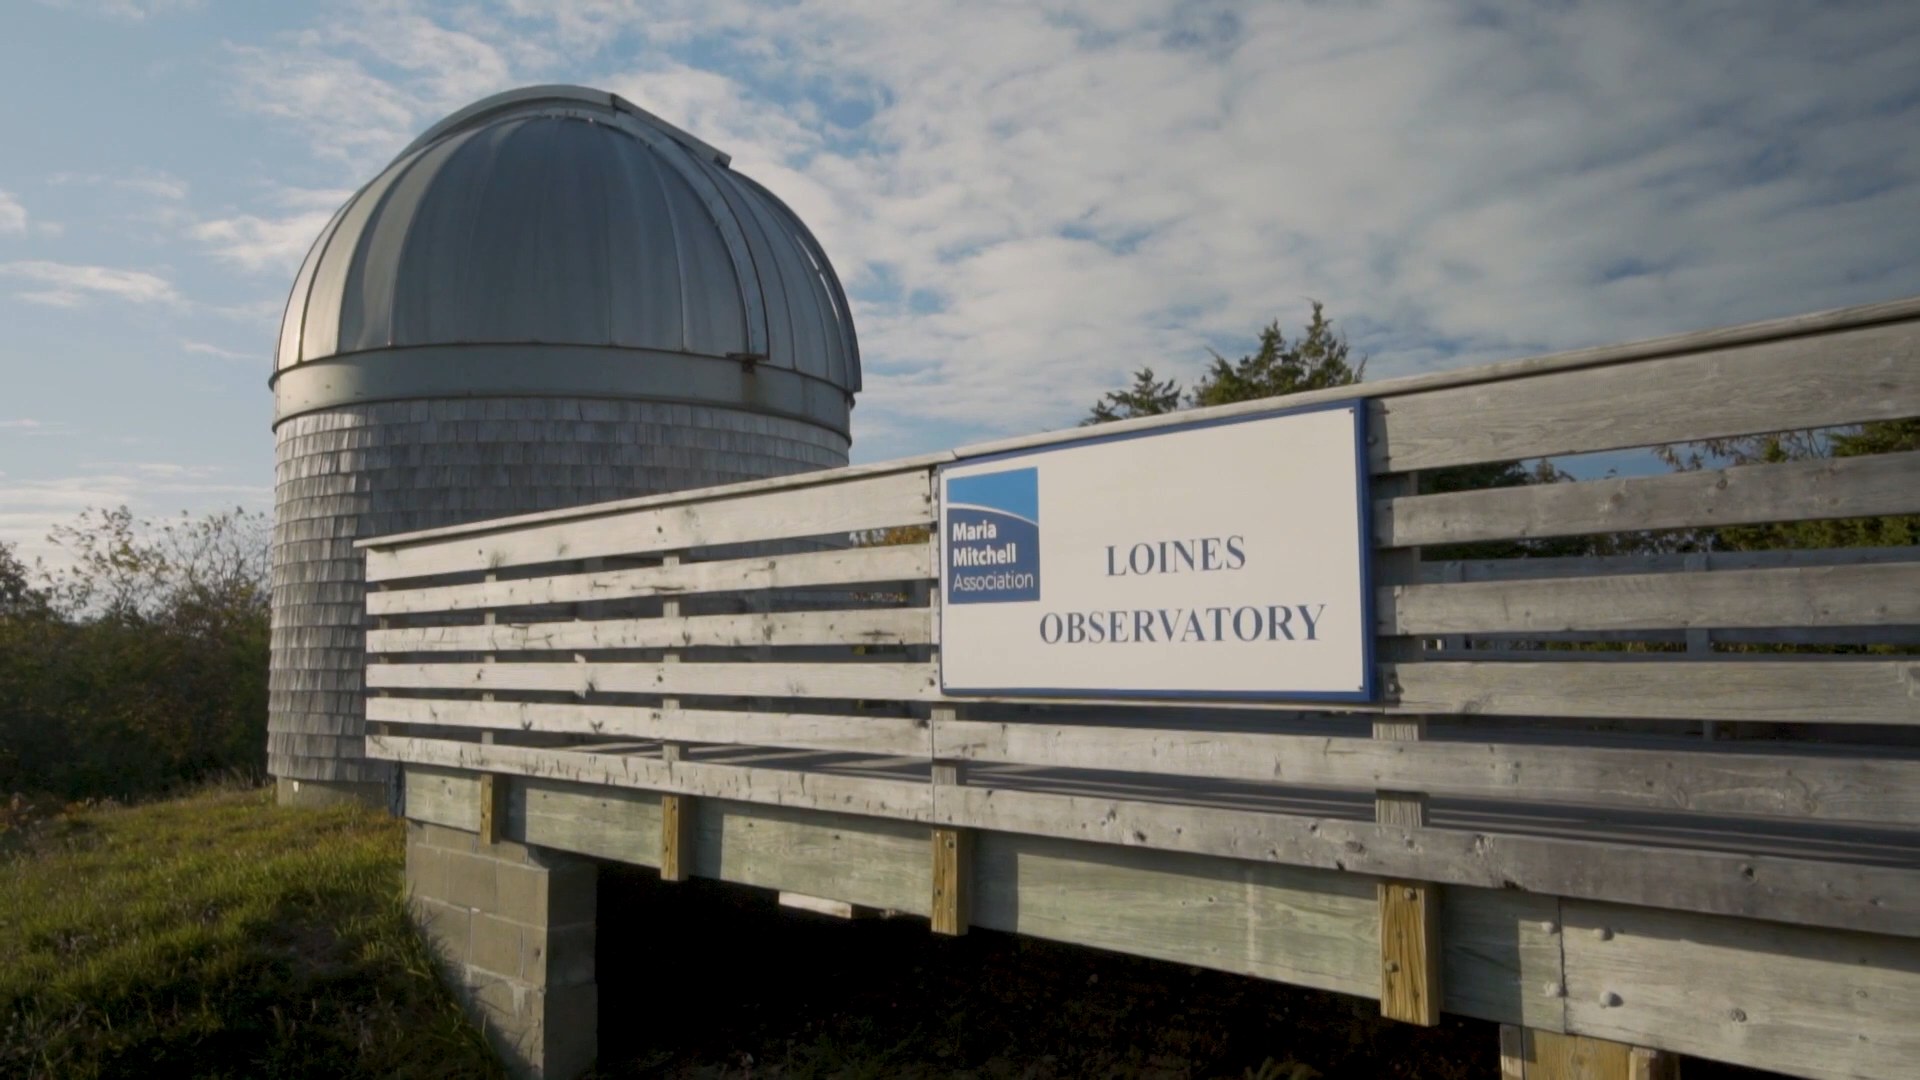 Maria
Mitchell
Association
LOINES
OBSERVATORY